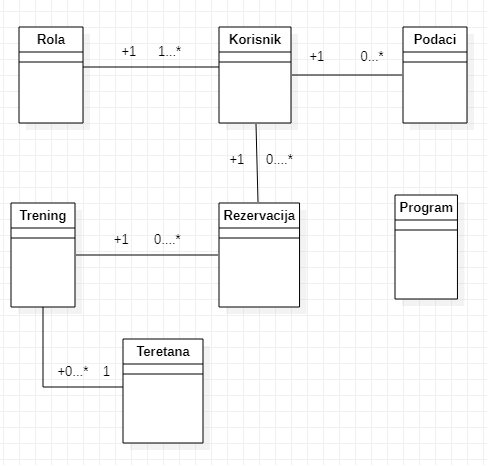 Rola
Korisnik
Podaci
+1 1...*
+1 0...*
+1 0....*
Trening
Rezervacija
Program
+1 0....*
Teretana
+0...* 1